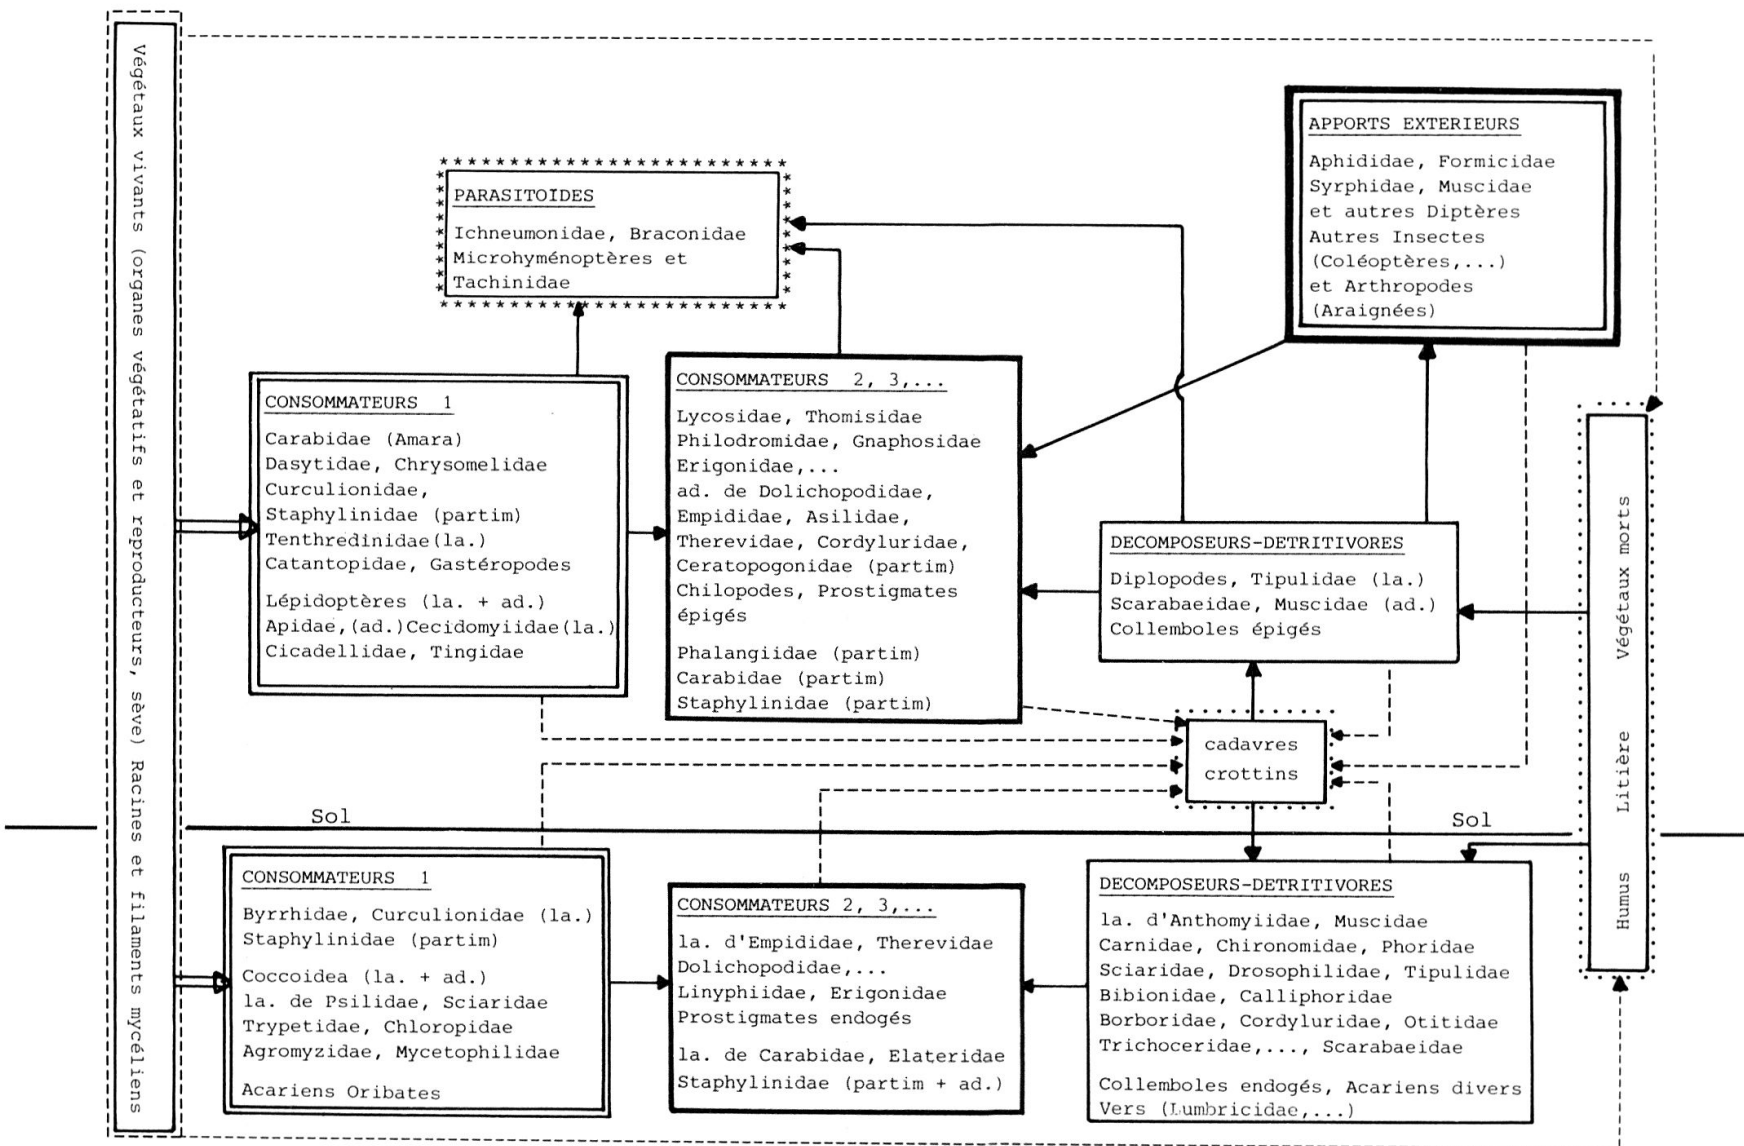 Végétaux vivants (organes végétatifs et reproducteurs, sève) Racines et filaments mycéliens
PARASITOIDES
Ichneumonidae, Braconidae
Microhyménoptères et
Tachinidae
APPORTS EXTERIEURS
Aphididae, Formicidae
Syrphidae, Muscidae
et autres Diptères
Autres Insectes
(Coléoptères,...)
et Arthropodes
(Araignées)
CONSOMMATEURS 1
Carabidae (Amara)
Dasytidae, Chrysomelidae
Curculionidae,
Staphylinidae (partim)
Tenthredinidae(la.)
Catantopidae, Gastéropodes
Lépidoptères (la. + ad.)
Apidae,(ad.)Cecidomyiidae(la.)
Cicadellidae, Tingidae
CONSOMMATEURS 2, 3,...
Lycosidae, Thomisidae
Philodromidae, Gnaphosidae
Erigonidae,...
ad. de Dolichopodidae,
Empididae, Asilidae,
Therevidae, Cordyluridae,
Ceratopogonidae (partim)
Chilopodes, Prostigmates
épigés
Phalangiidae (partim)
Carabidae (partim)
Staphylinidae (partim)
DECOMPOSEURS-DETRITIVORES
Diplopodes, Tipulidae (la.)
Scarabaeidae, Muscidae (ad.)
Collemboles épigés
cadavres
crottins
Humus Litière Végétaux morts
Sol
Sol
CONSOMMATEURS 1
Byrrhidae, Curculionidae (la.)
Staphylinidae (partim)
Coccoidea (la. + ad.)
la. de Psilidae, Sciaridae
Trypetidae, Chloropidae
Agromyzidae, Mycetophilidae
Acariens Oribates
CONSOMMATEURS 2, 3,...
la. d'Empididae, Therevidae
Dolichopodidae,...
Linyphiidae, Erigonidae
Prostigmates endogés
la. de Carabidae, Elateridae
Staphylinidae (partim + ad.)
DECOMPOSEURS-DETRITIVORES
la. d'Anthomyiidae, Muscidae
Carnidae, Chironomidae, Phoridae
Sciaridae, Drosophilidae, Tipulidae
Bibionidae, Calliphoridae
Borboridae, Cordyluridae, Otitidae
Trichoceridae,..., Scarabaeidae
Collemboles endogés, Acariens divers
Vers (Lumbricidae,...)